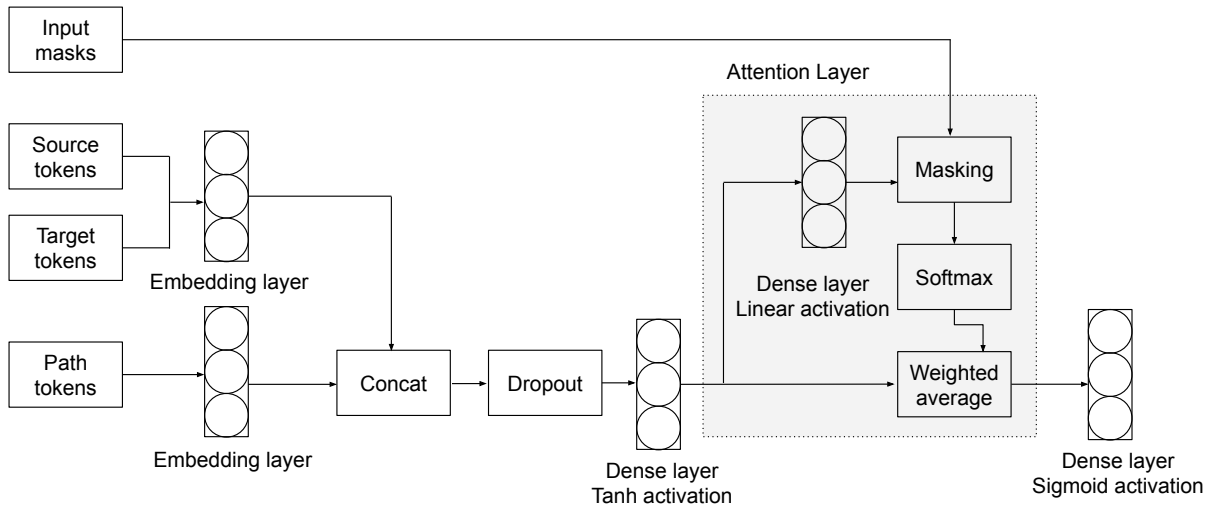 Input
masks
Attention Layer
Source
tokens
Masking
Target
tokens
Embedding layer
Softmax
Dense layer
Linear activation
Path
tokens
Concat
Dropout
Weighted
average
Embedding layer
Dense layer
Tanh activation
Dense layer
Sigmoid activation